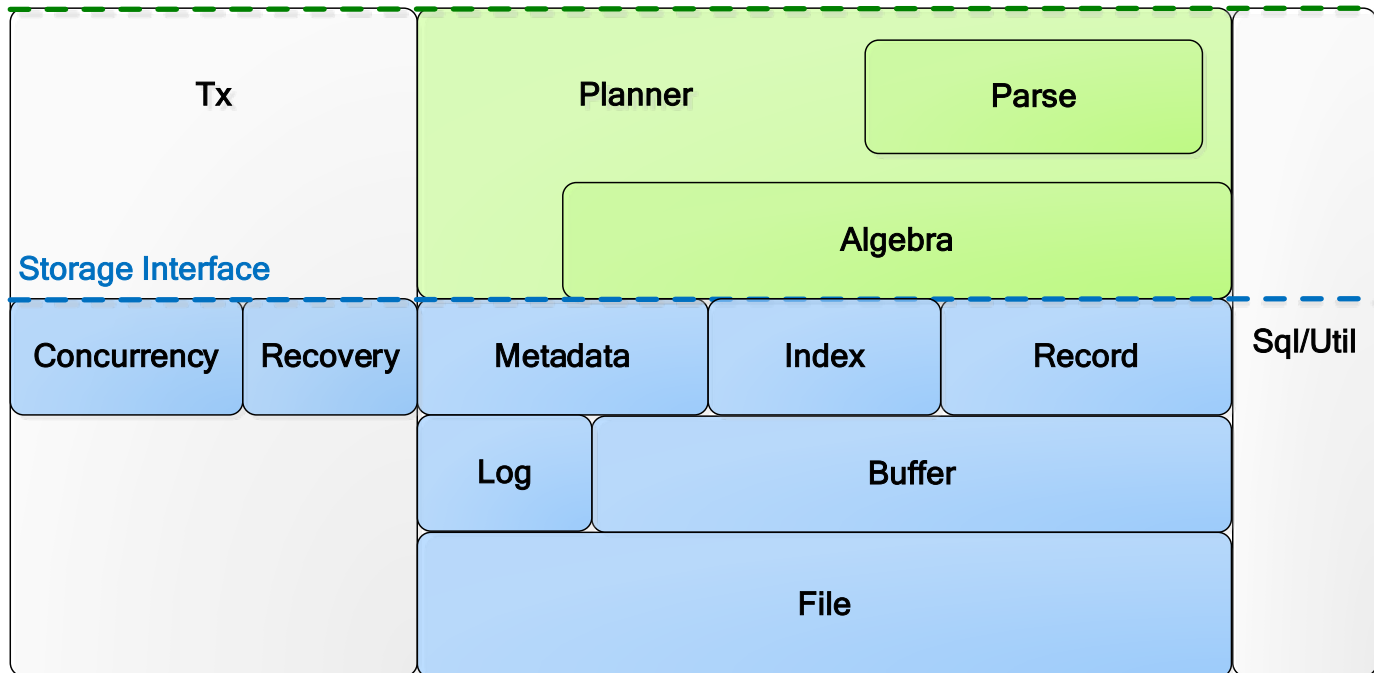 Tx
Planner
Parse
Algebra
Storage Interface
Concurrency
Recovery
Metadata
Index
Record
Sql/Util
Log
Buffer
File